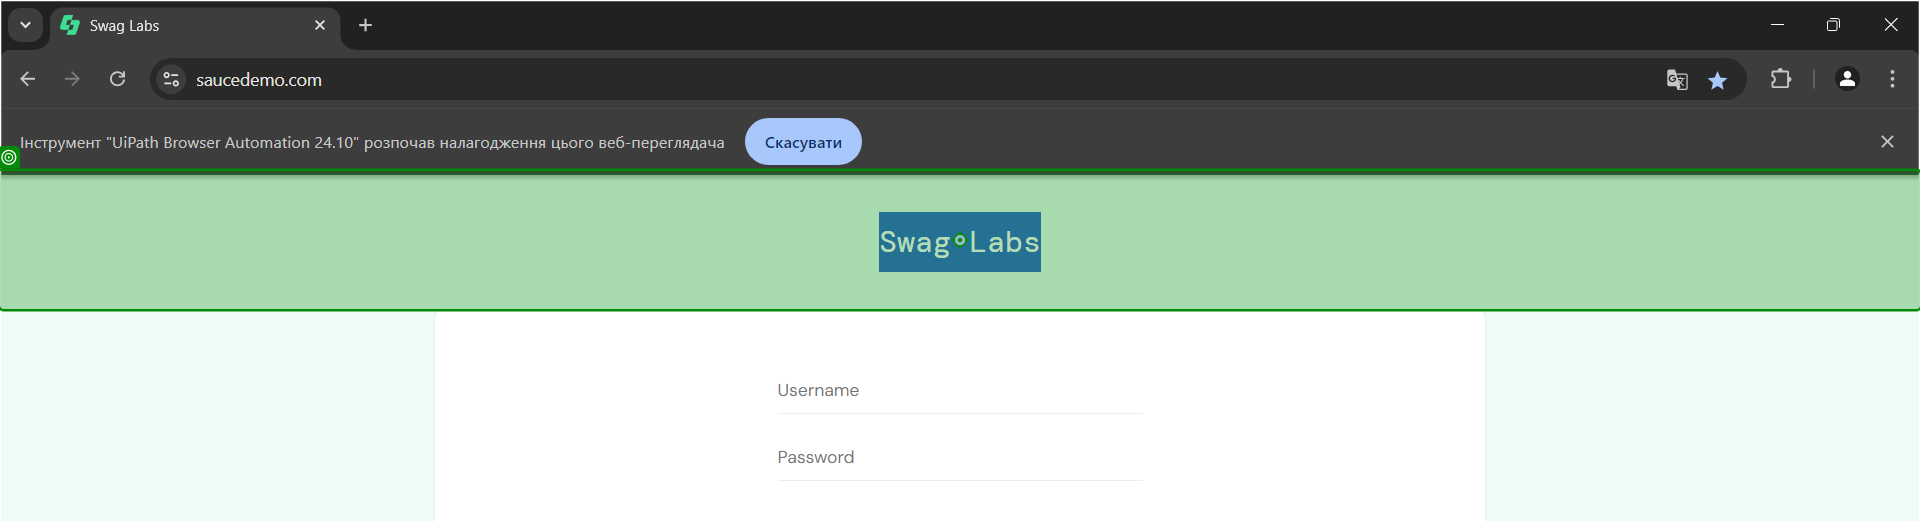 Swag Labs
saucedemo.com
Інструмент "UiPath Browser Automation 24.10" розпочав налагодження цього веб-переглядача
Скасувати
Swag Labs
Username
Password